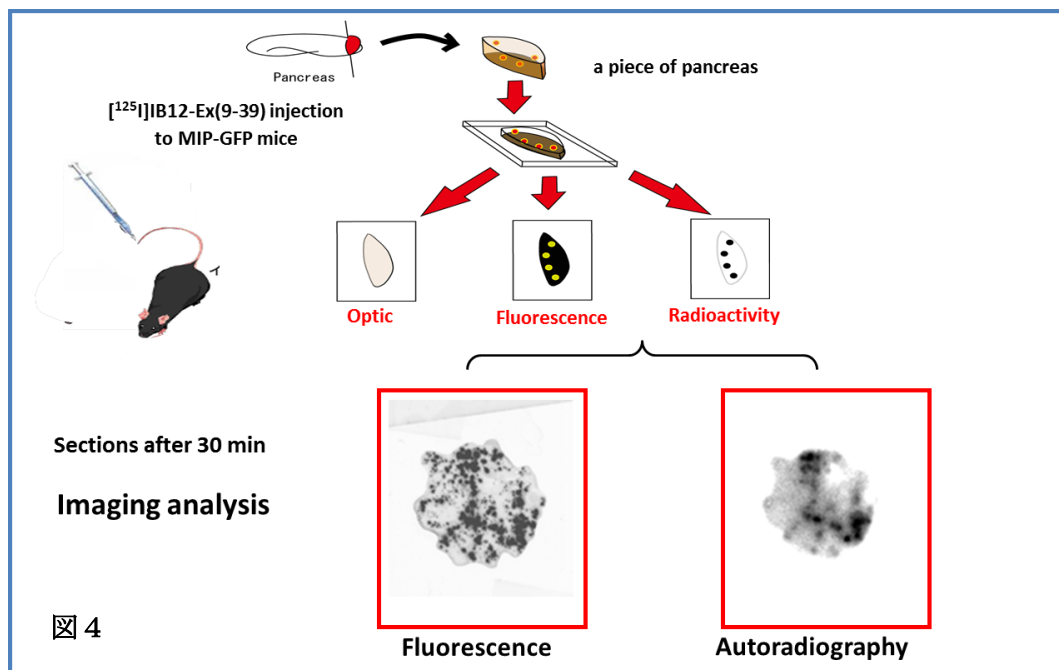 Pancreas
a piece of pancreas
[¹²⁵I]IB12-Ex(9-39) injection
to MIP-GFP mice
イ
Optic
Fluorescence
Radioactivity
Sections after 30 min
Imaging analysis
図4
Fluorescence
Autoradiography